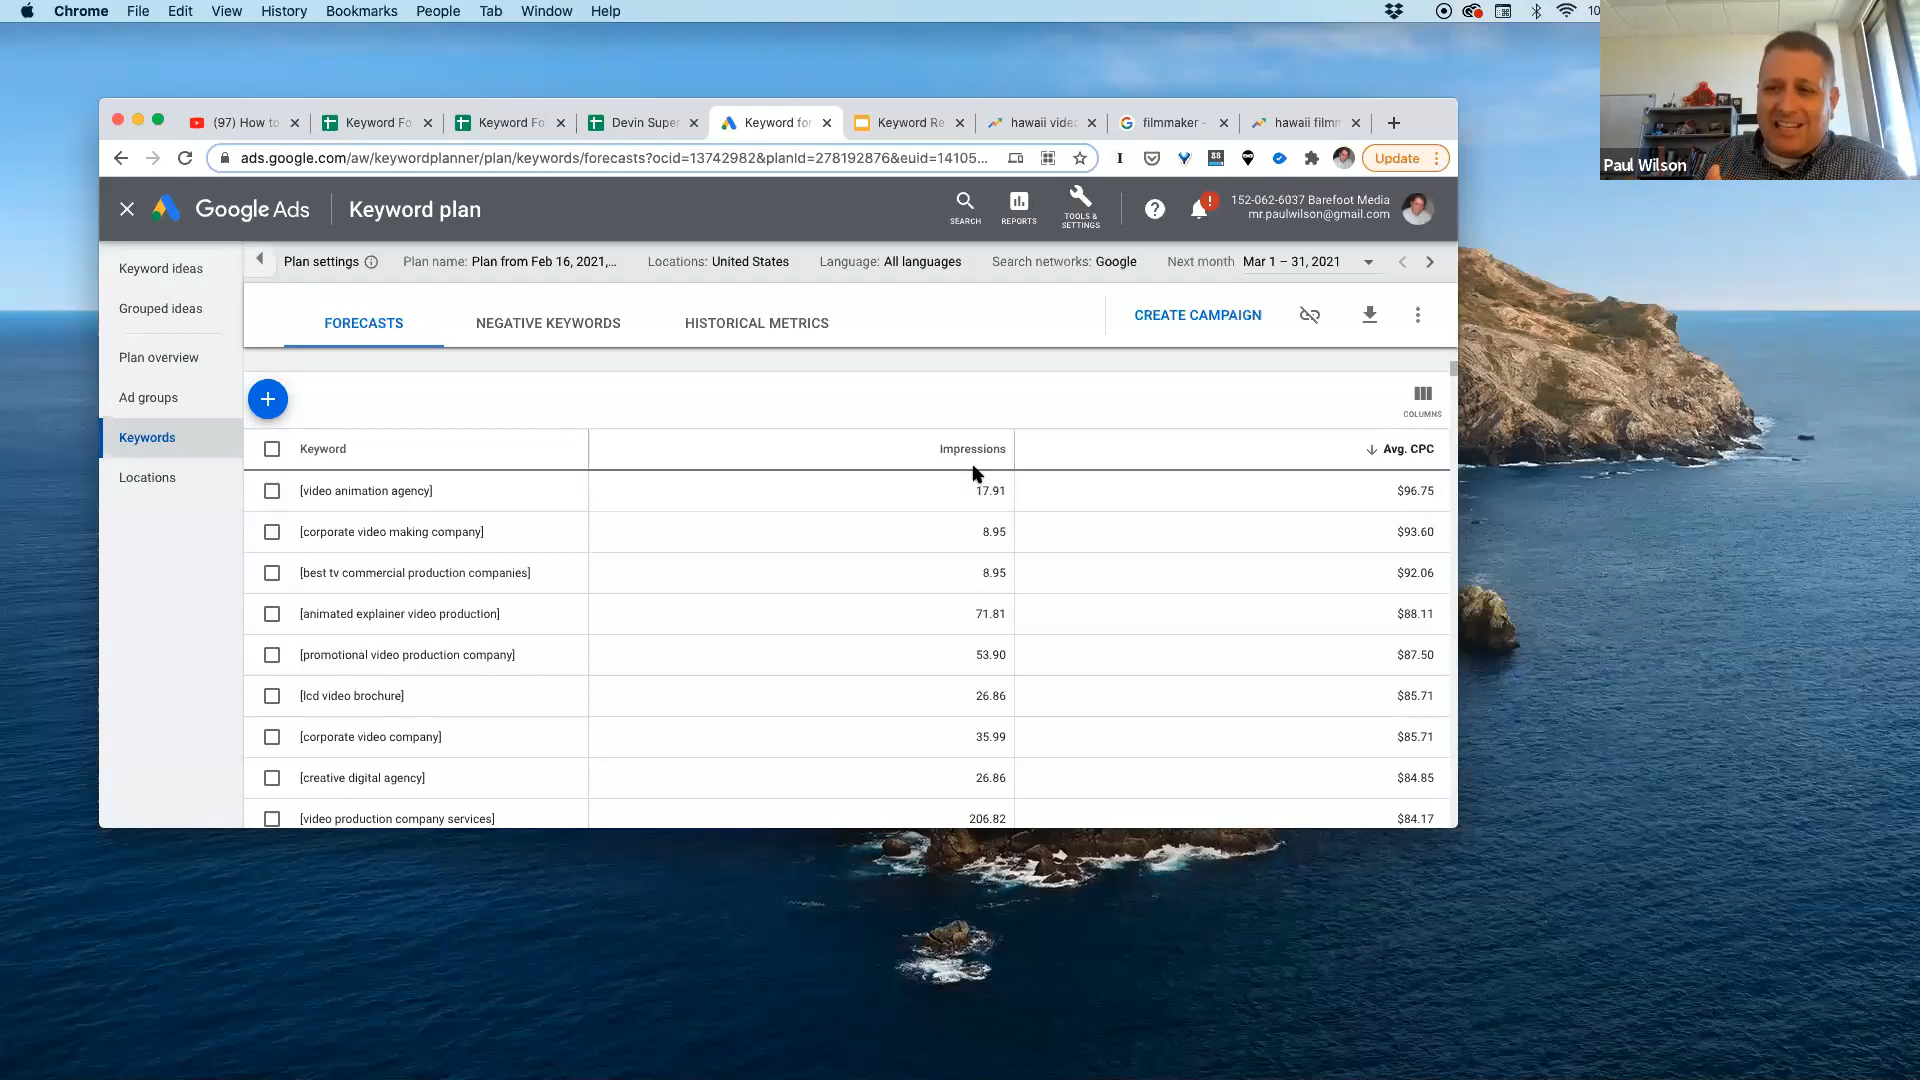 Chrome File Edit View History Bookmarks People Tab Window Help
10
Paul Wilson
(97) How to
Keyword Fo
Keyword Fo
Devin Super
Keyword for
Keyword Re
hawaii video
filmmaker -
hawaii film
ads.google.com/aw/keywordplanner/plan/keywords/forecasts?ocid=13742982&planId=278192876&euid=14105...
Update
Google Ads Keyword plan
SEARCH
REPORTS
TOOLS & SETTINGS
152-062-6037 Barefoot Media
mr.paulwilson@gmail.com
Keyword ideas
Grouped ideas
Plan overview
Ad groups
Keywords
Locations
Plan settings Plan name: Plan from Feb 16, 2021,... Locations: United States Language: All languages Search networks: Google Next month Mar 1 – 31, 2021
FORECASTS NEGATIVE KEYWORDS HISTORICAL METRICS CREATE CAMPAIGN
COLUMNS
Keyword Impressions Avg. CPC
[video animation agency] 17.91 $96.75
[corporate video making company] 8.95 $93.60
[best tv commercial production companies] 8.95 $92.06
[animated explainer video production] 71.81 $88.11
[promotional video production company] 53.90 $87.50
[lcd video brochure] 26.86 $85.71
[corporate video company] 35.99 $85.71
[creative digital agency] 26.86 $84.85
[video production company services] 206.82 $84.17